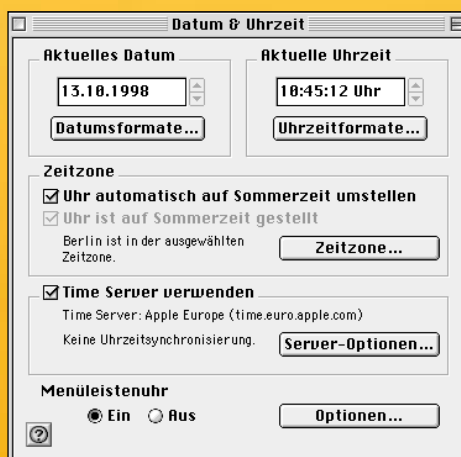 Datum & Uhrzeit
Aktuelles Datum
13.10.1998
Datumsformate...
Aktuelle Uhrzeit
10:45:12 Uhr
Uhrzeitformate...
Zeitzone
Uhr automatisch auf Sommerzeit umstellen
Uhr ist auf Sommerzeit gestellt
Berlin ist in der ausgewählten
Zeitzone.
Zeitzone...
Time Server verwenden
Time Server: Apple Europe (time.euro.apple.com)
Keine Uhrzeitsynchronisierung.
Server-Optionen...
Menüleistenuhr
Ein Aus
Optionen...
?